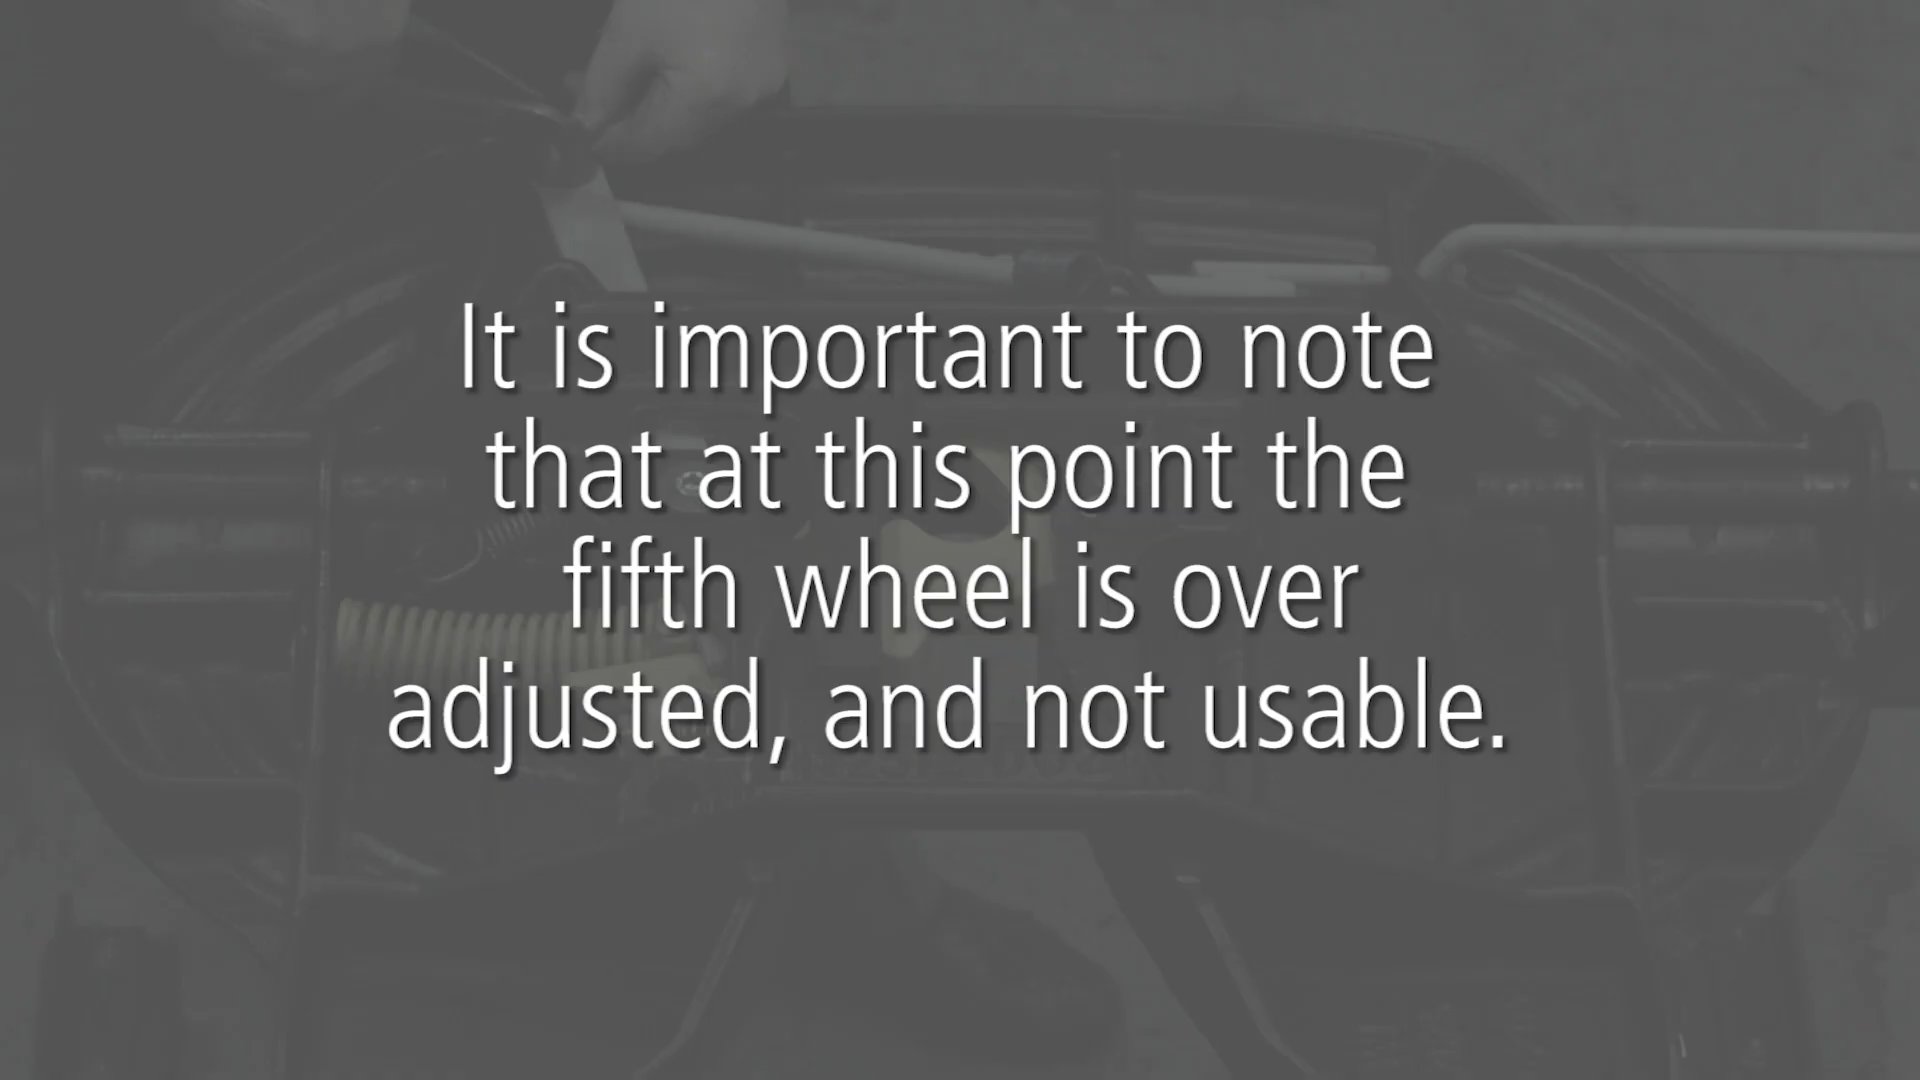 It is important to note
that at this point the
fifth wheel is over
adjusted, and not usable.